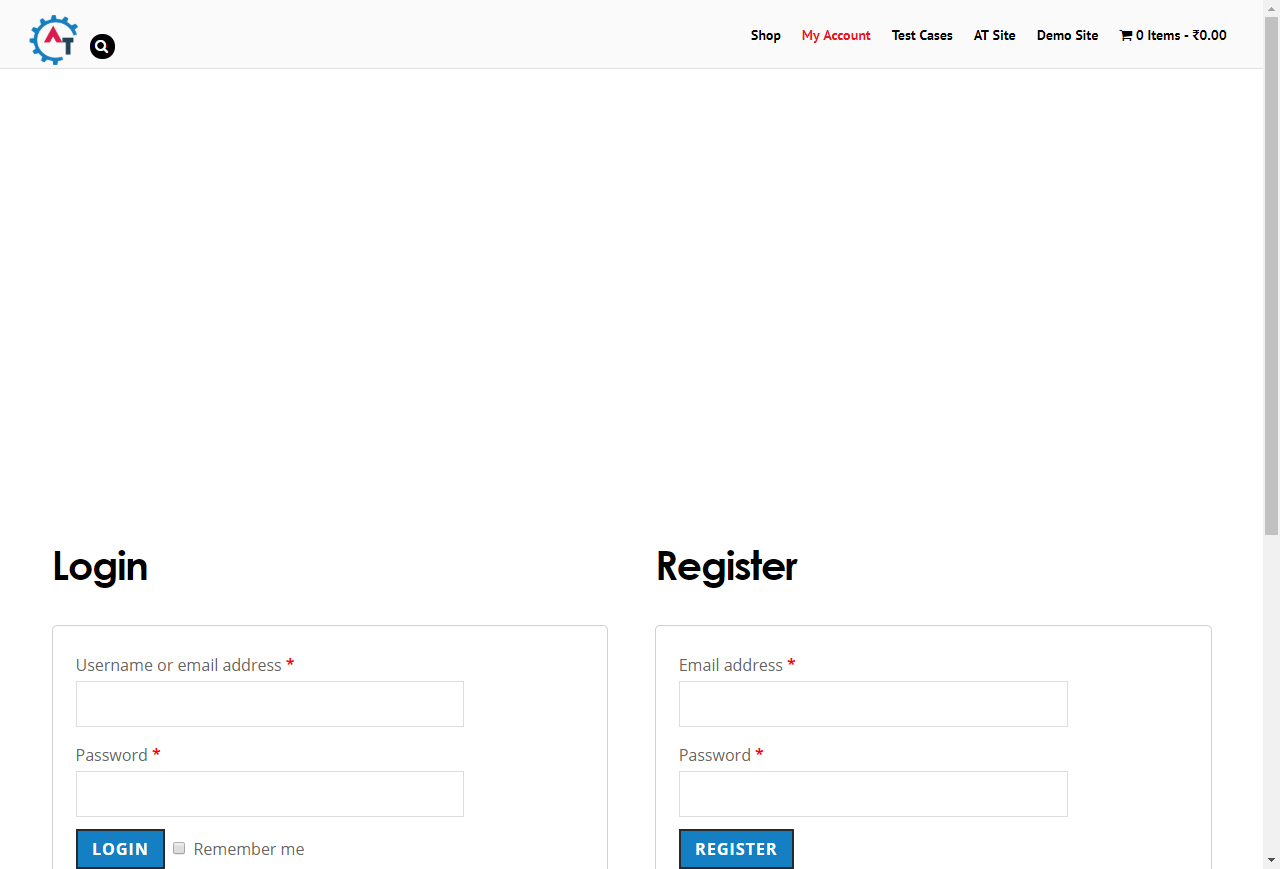 AT
Shop My Account Test Cases AT Site Demo Site 0 Items - ₹0.00
Login
Register
Username or email address *
Email address *
Password *
Password *
LOGIN Remember me
REGISTER